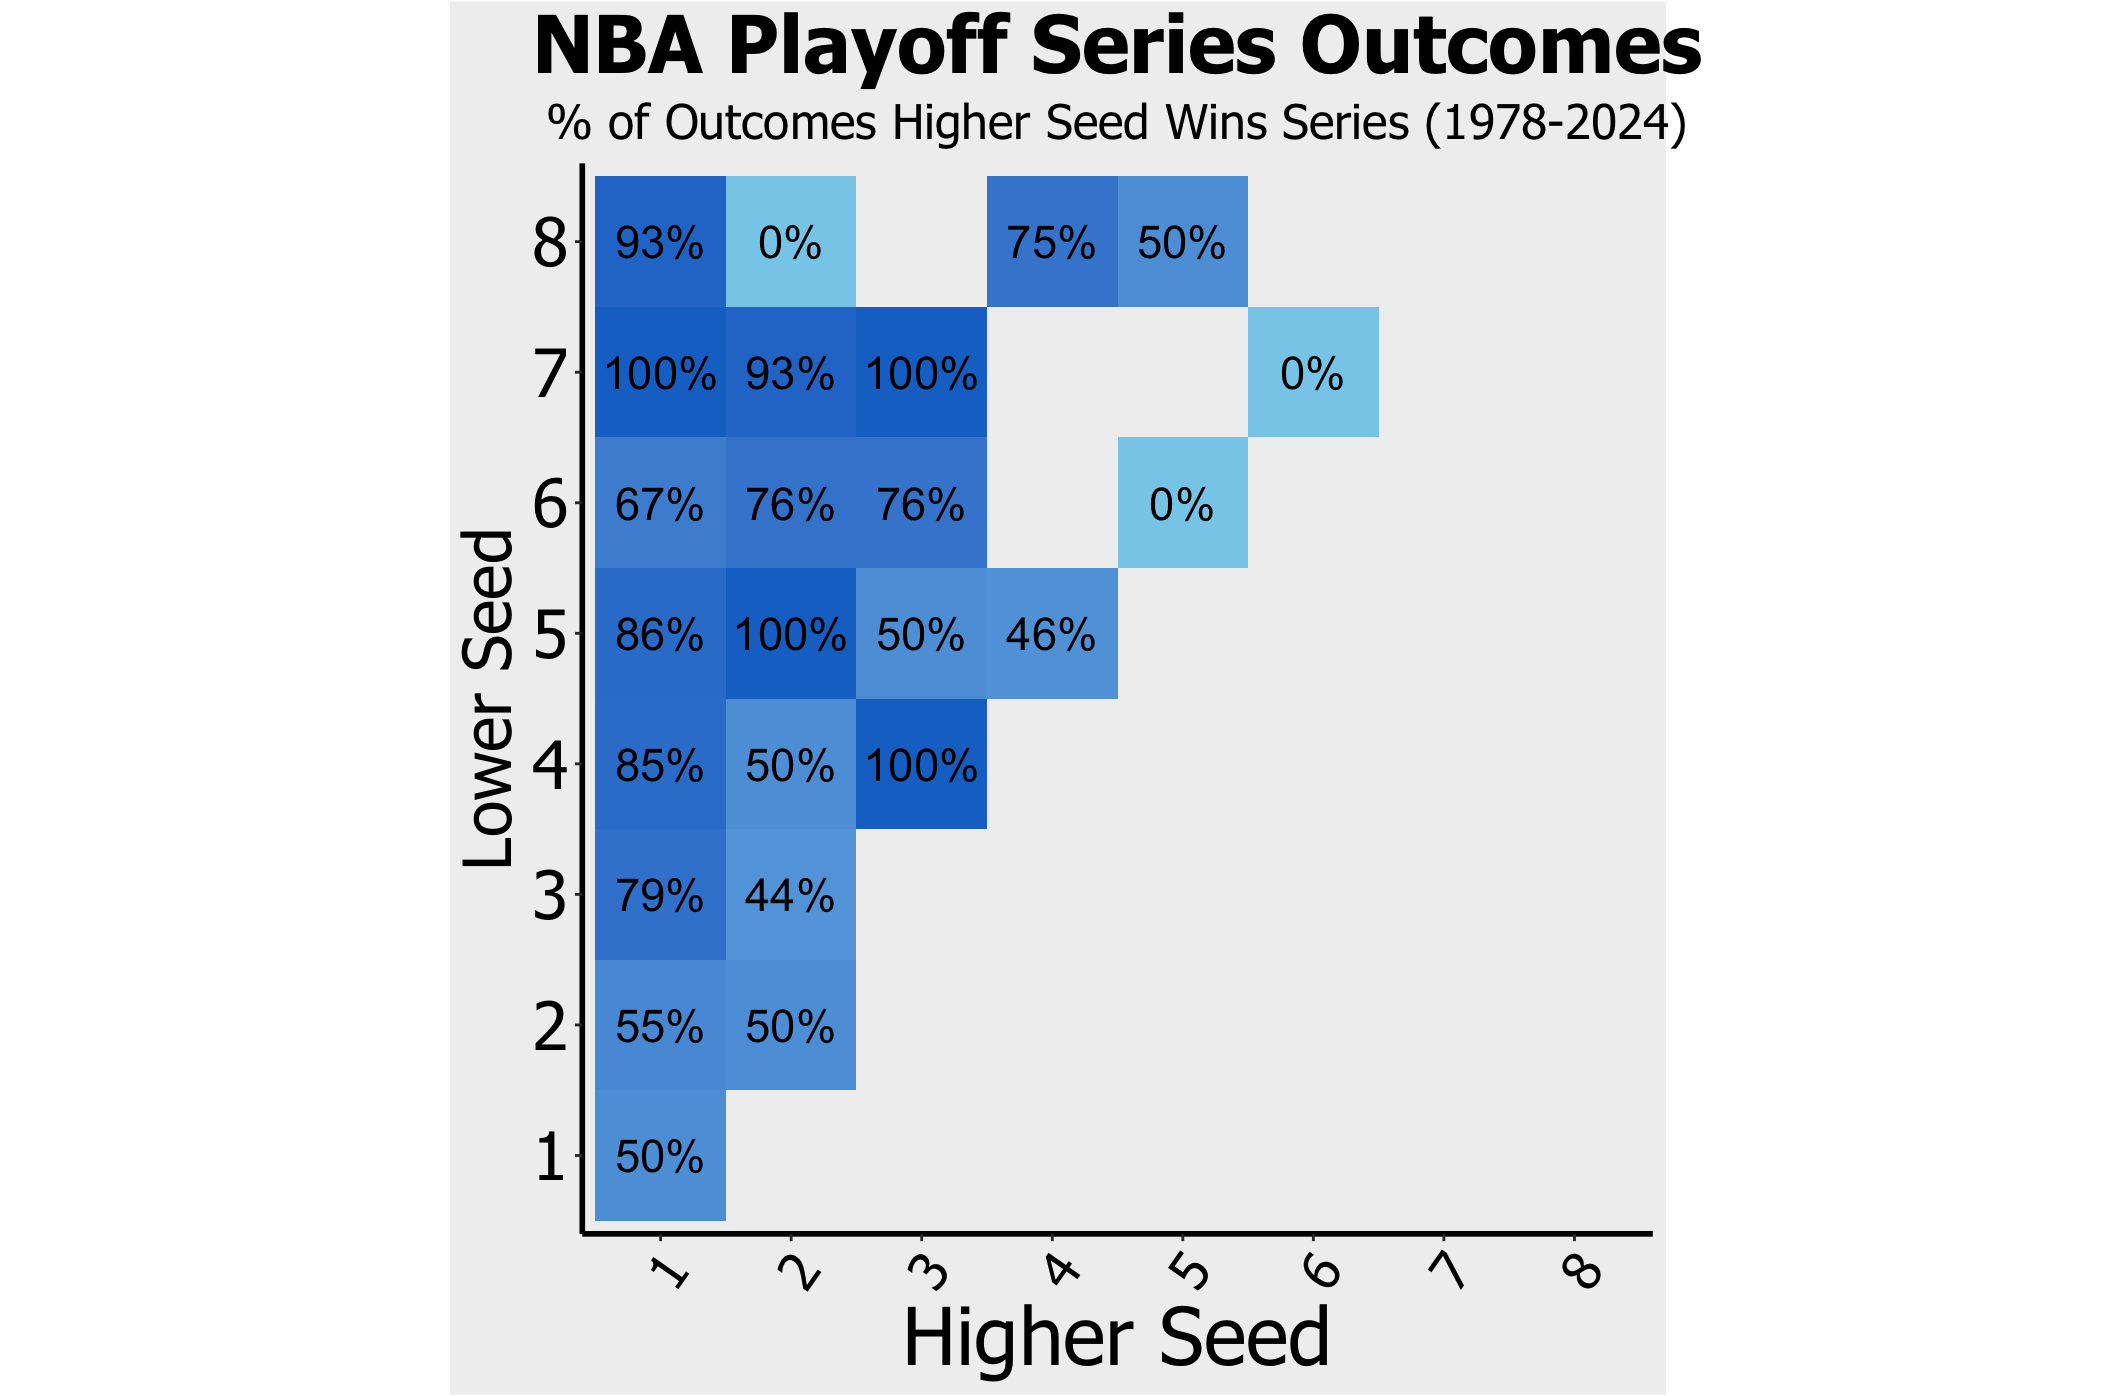 NBA Playoff Series Outcomes
% of Outcomes Higher Seed Wins Series (1978-2024)
8 93% 0% 75% 50%
7 100% 93% 100% 0%
6 67% 76% 76% 0%
5 86% 100% 50% 46%
4 85% 50% 100%
3 79% 44%
2 55% 50%
1 50%
Lower Seed
1 2 3 4 5 6 7 8
Higher Seed